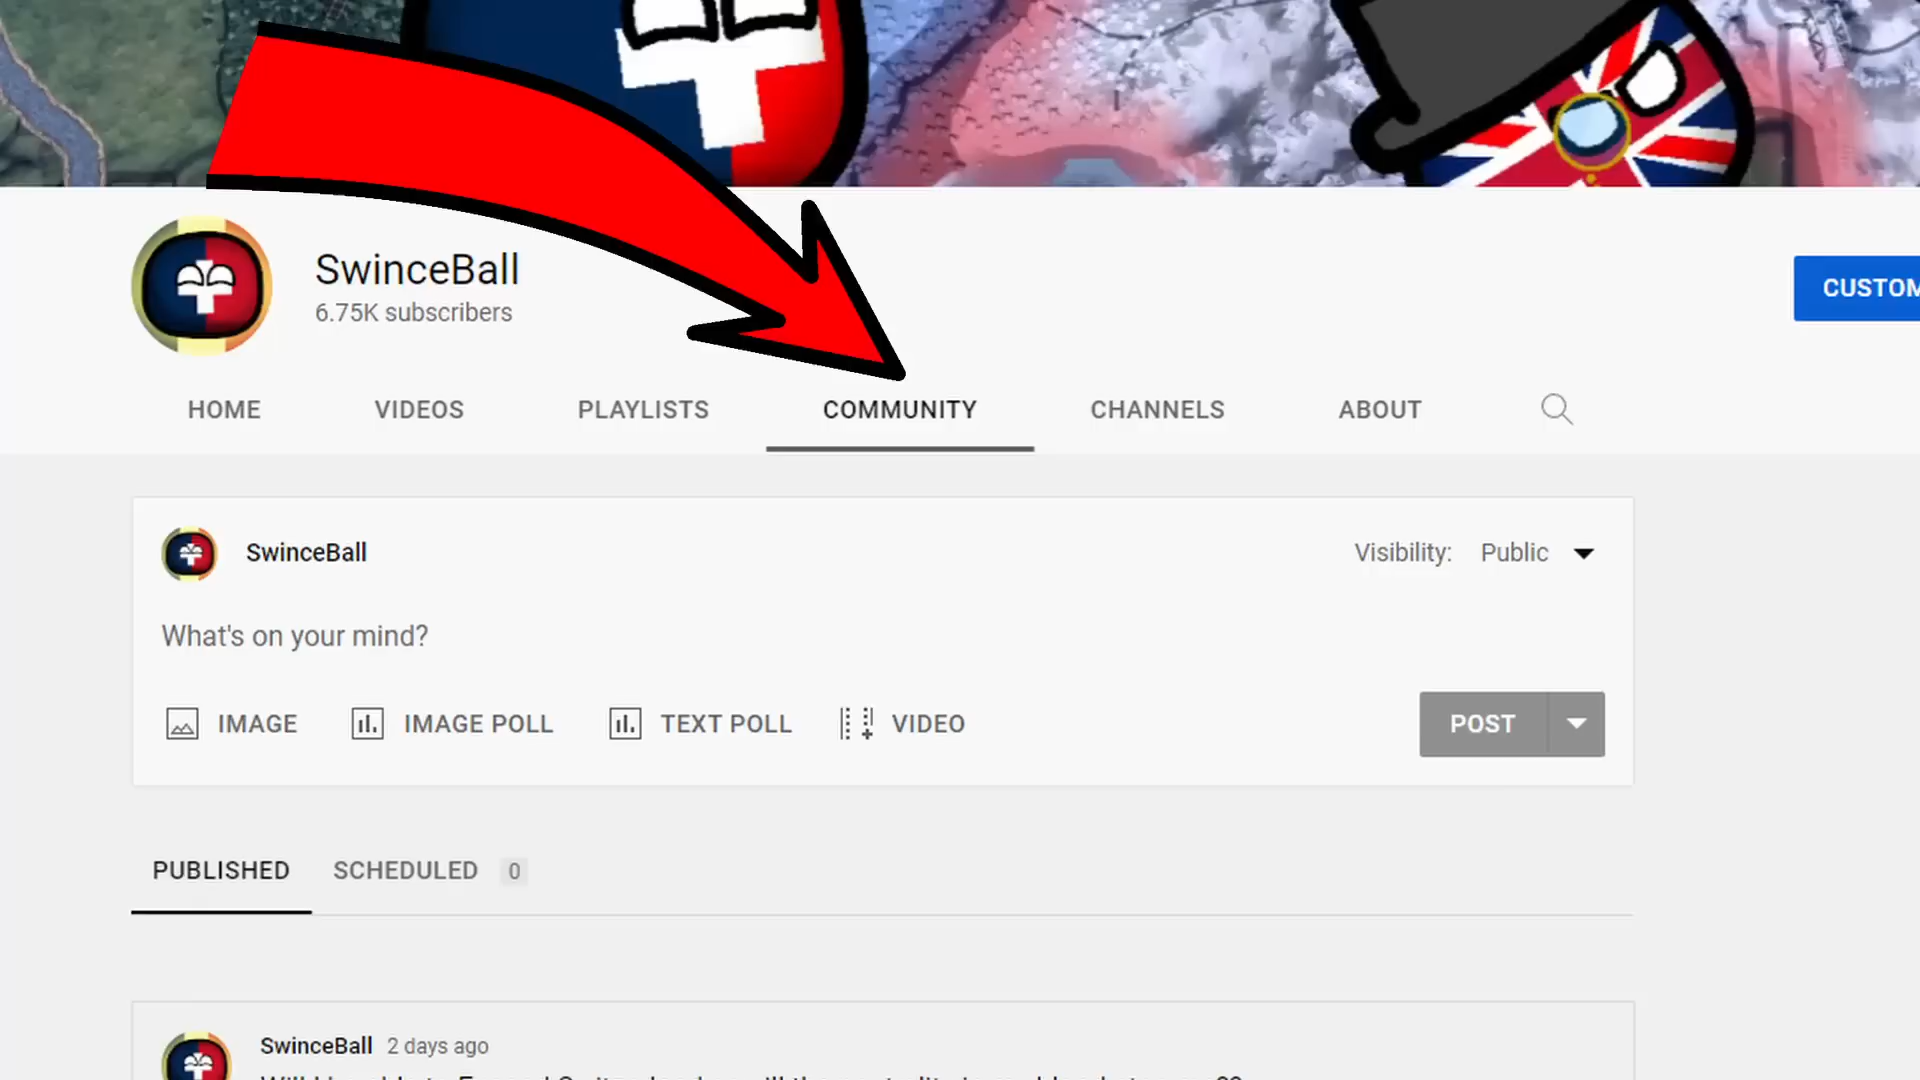 SwinceBall
6.75K subscribers
CUSTOM
HOME VIDEOS PLAYLISTS COMMUNITY CHANNELS ABOUT
SwinceBall
Visibility: Public
What's on your mind?
IMAGE IMAGE POLL TEXT POLL VIDEO POST
PUBLISHED SCHEDULED 0
SwinceBall 2 days ago